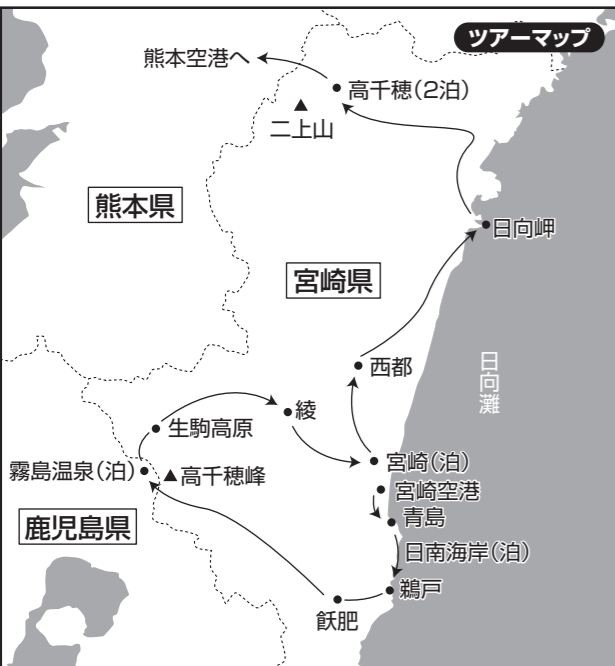 ツアーマップ
熊本空港へ
高千穂(2泊)
二上山
熊本県
日向岬
宮崎県
西都
日向灘
綾
生駒高原
霧島温泉(泊)
高千穂峰
宮崎(泊)
宮崎空港
青島
鹿児島県
日南海岸(泊)
鵜戸
飫肥